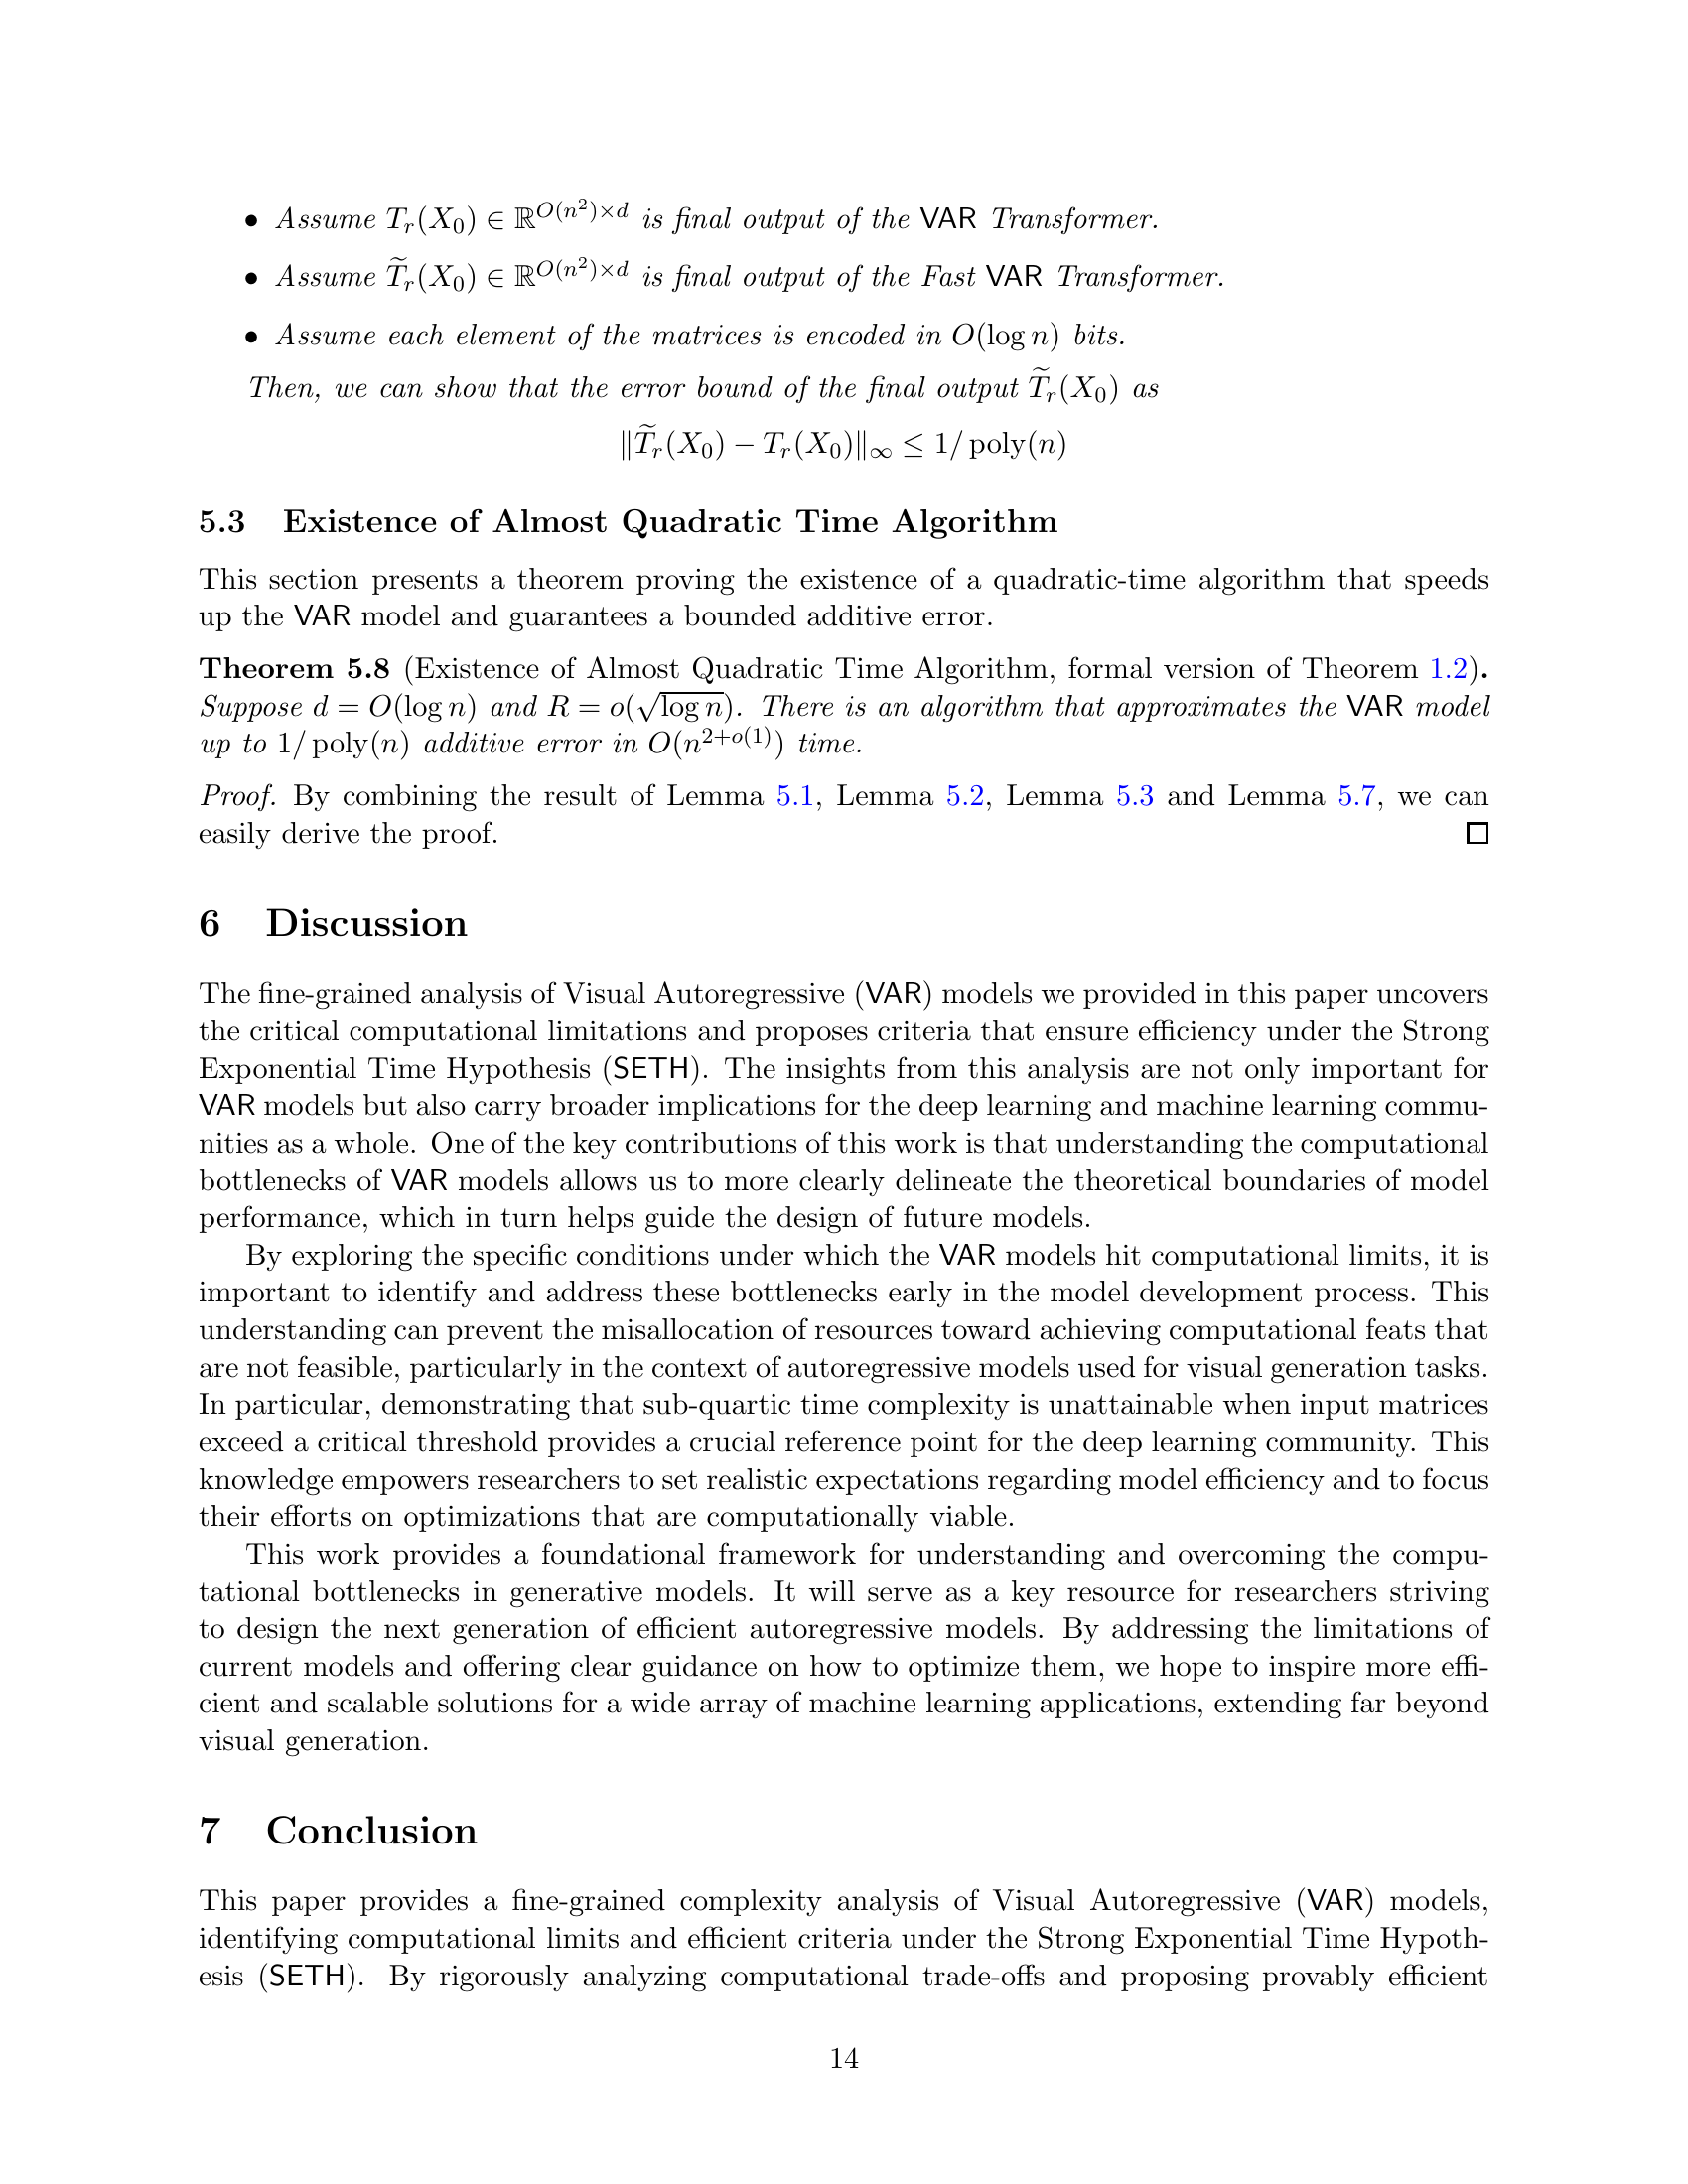 • Assume T_r(X_0) ∈ ℝ^{O(n^2)×d} is final output of the VAR Transformer.
• Assume T̃_r(X_0) ∈ ℝ^{O(n^2)×d} is final output of the Fast VAR Transformer.
• Assume each element of the matrices is encoded in O(log n) bits.
Then, we can show that the error bound of the final output T̃_r(X_0) as
‖T̃_r(X_0) − T_r(X_0)‖_∞ ≤ 1/ poly(n)
5.3 Existence of Almost Quadratic Time Algorithm
This section presents a theorem proving the existence of a quadratic-time algorithm that speeds
up the VAR model and guarantees a bounded additive error.
Theorem 5.8 (Existence of Almost Quadratic Time Algorithm, formal version of Theorem 1.2).
Suppose d = O(log n) and R = o(√log n). There is an algorithm that approximates the VAR model
up to 1/ poly(n) additive error in O(n^{2+o(1)}) time.
Proof. By combining the result of Lemma 5.1, Lemma 5.2, Lemma 5.3 and Lemma 5.7, we can
easily derive the proof. □
6 Discussion
The fine-grained analysis of Visual Autoregressive (VAR) models we provided in this paper uncovers
the critical computational limitations and proposes criteria that ensure efficiency under the Strong
Exponential Time Hypothesis (SETH). The insights from this analysis are not only important for
VAR models but also carry broader implications for the deep learning and machine learning commu-
nities as a whole. One of the key contributions of this work is that understanding the computational
bottlenecks of VAR models allows us to more clearly delineate the theoretical boundaries of model
performance, which in turn helps guide the design of future models.
By exploring the specific conditions under which the VAR models hit computational limits, it is
important to identify and address these bottlenecks early in the model development process. This
understanding can prevent the misallocation of resources toward achieving computational feats that
are not feasible, particularly in the context of autoregressive models used for visual generation tasks.
In particular, demonstrating that sub-quartic time complexity is unattainable when input matrices
exceed a critical threshold provides a crucial reference point for the deep learning community. This
knowledge empowers researchers to set realistic expectations regarding model efficiency and to focus
their efforts on optimizations that are computationally viable.
This work provides a foundational framework for understanding and overcoming the compu-
tational bottlenecks in generative models. It will serve as a key resource for researchers striving
to design the next generation of efficient autoregressive models. By addressing the limitations of
current models and offering clear guidance on how to optimize them, we hope to inspire more effi-
cient and scalable solutions for a wide array of machine learning applications, extending far beyond
visual generation.
7 Conclusion
This paper provides a fine-grained complexity analysis of Visual Autoregressive (VAR) models,
identifying computational limits and efficient criteria under the Strong Exponential Time Hypoth-
esis (SETH). By rigorously analyzing computational trade-offs and proposing provably efficient
14